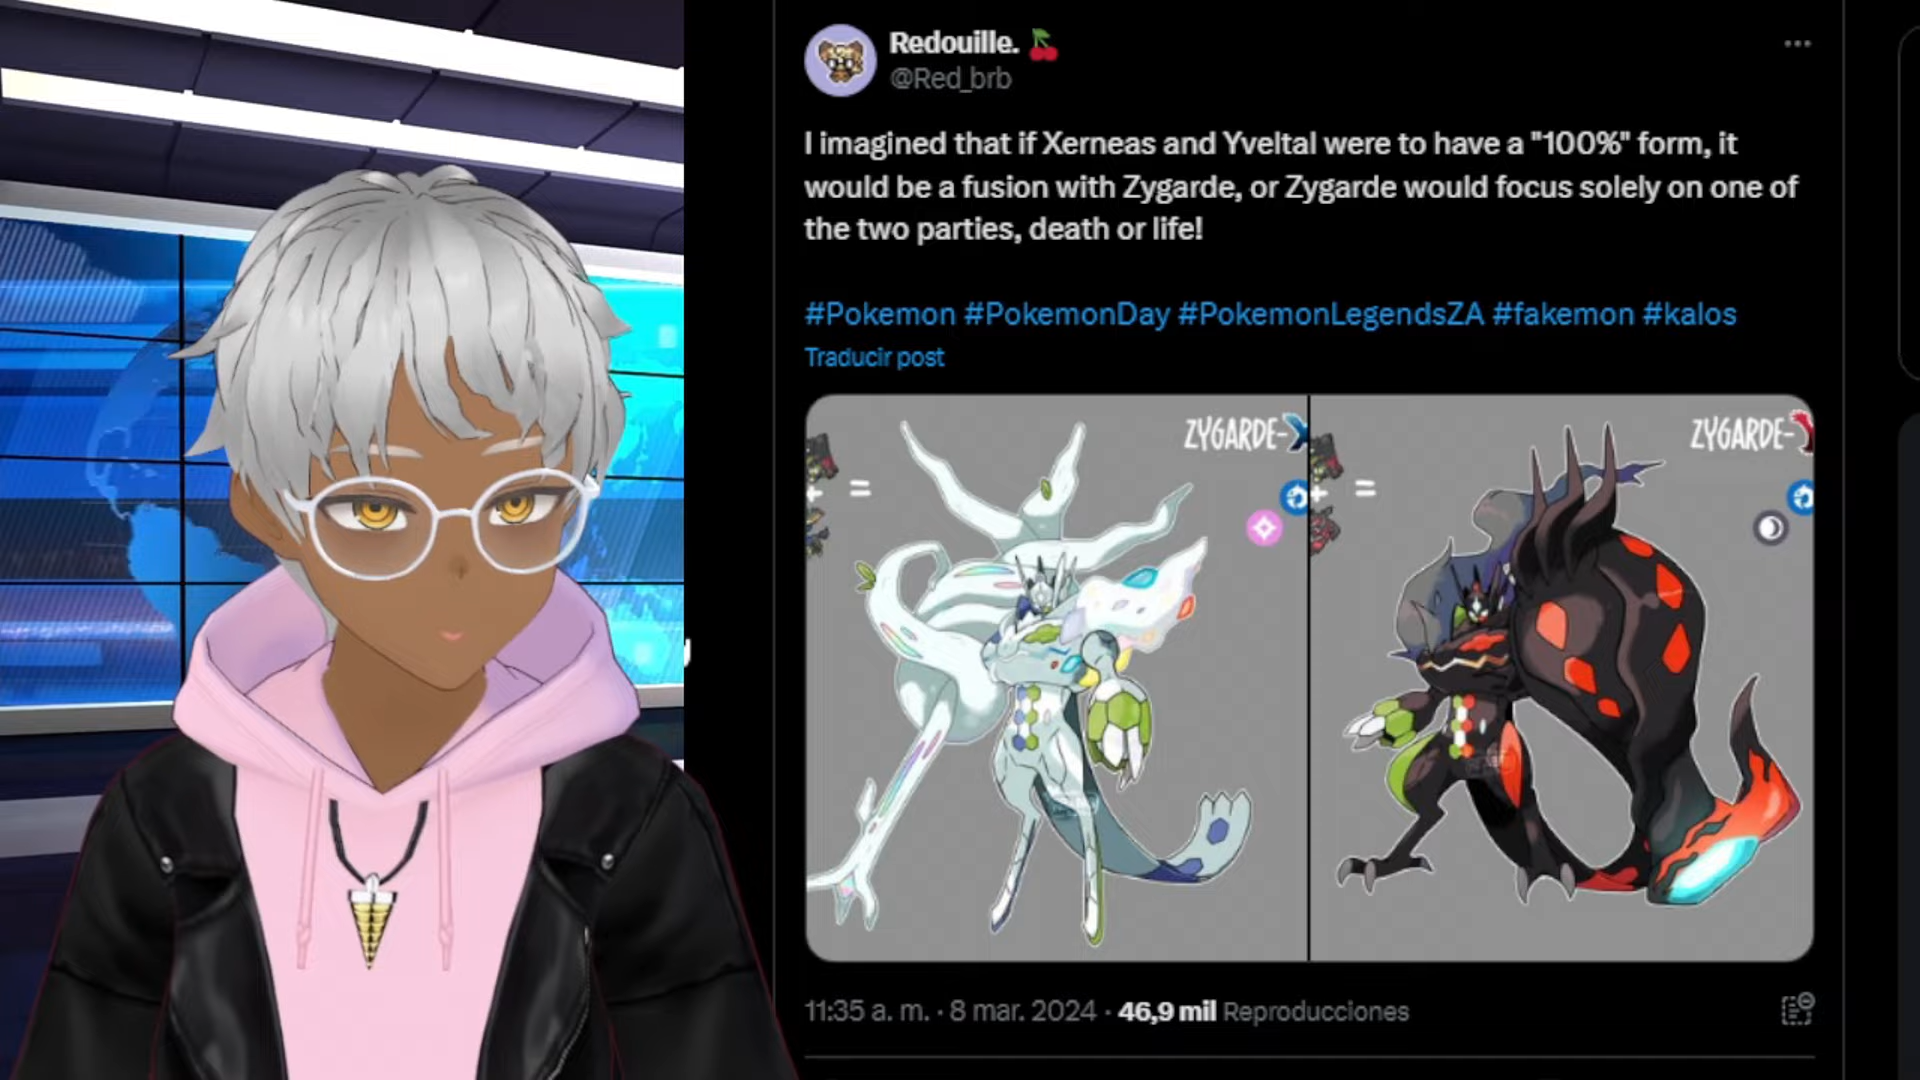 Redouille. 🍒
@Red_brb
I imagined that if Xerneas and Yveltal were to have a "100%" form, it
would be a fusion with Zygarde, or Zygarde would focus solely on one of
the two parties, death or life!
#Pokemon #PokemonDay #PokemonLegendsZA #fakemon #kalos
Traducir post
ZYGARDE-X
ZYGARDE-Y
+ =
+ =
11:35 a. m. · 8 mar. 2024 · 46,9 mil Reproducciones